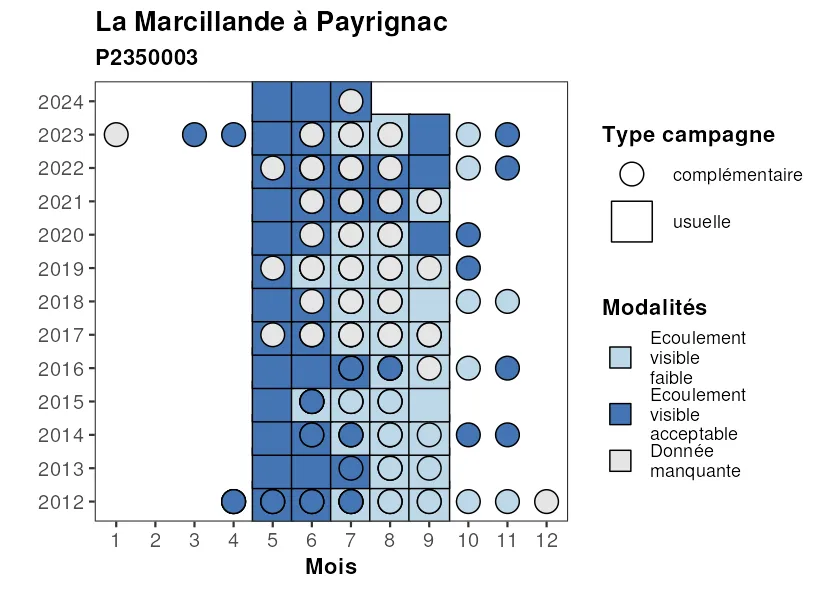 La Marcillande à Payrignac
P2350003
2024
2023
2022
2021
2020
2019
2018
2017
2016
2015
2014
2013
2012
1 2 3 4 5 6 7 8 9 10 11 12
Mois
Type campagne
complémentaire
usuelle
Modalités
Ecoulement
visible
faible
Ecoulement
visible
acceptable
Donnée
manquante